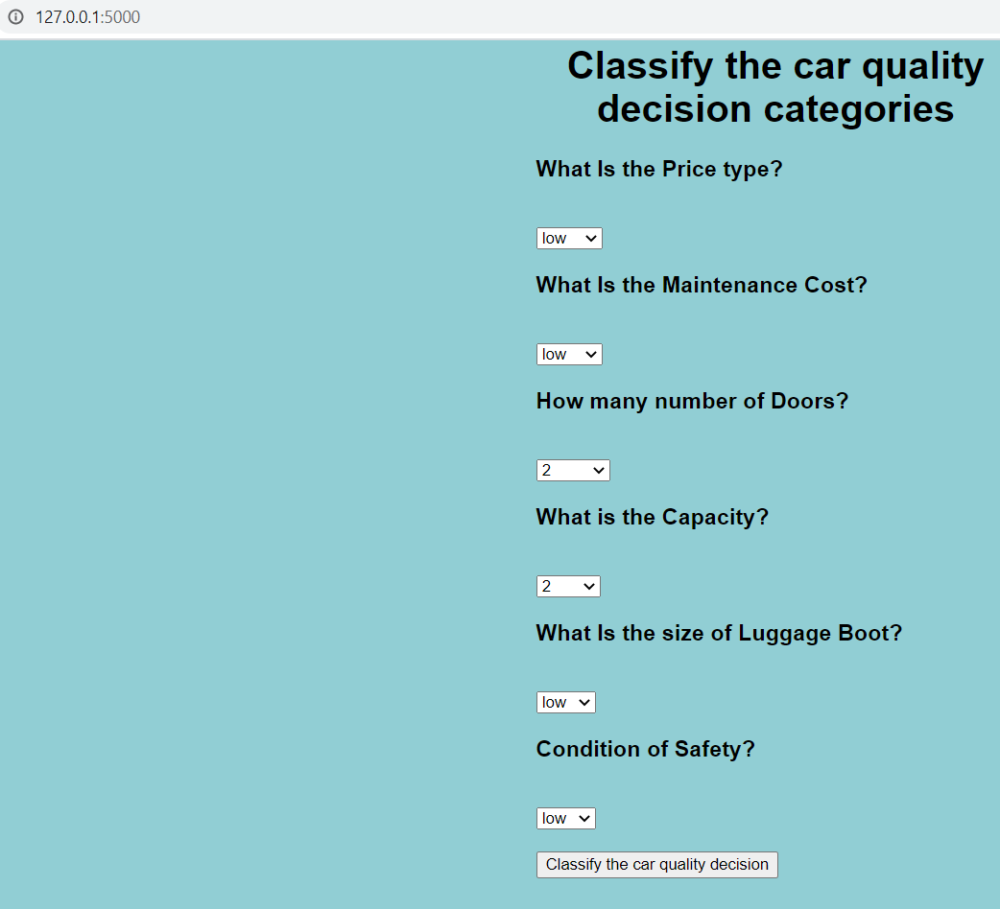 127.0.0.1:5000
Classify the car quality
decision categories
What Is the Price type?
low
What Is the Maintenance Cost?
low
How many number of Doors?
2
What is the Capacity?
2
What Is the size of Luggage Boot?
low
Condition of Safety?
low
Classify the car quality decision